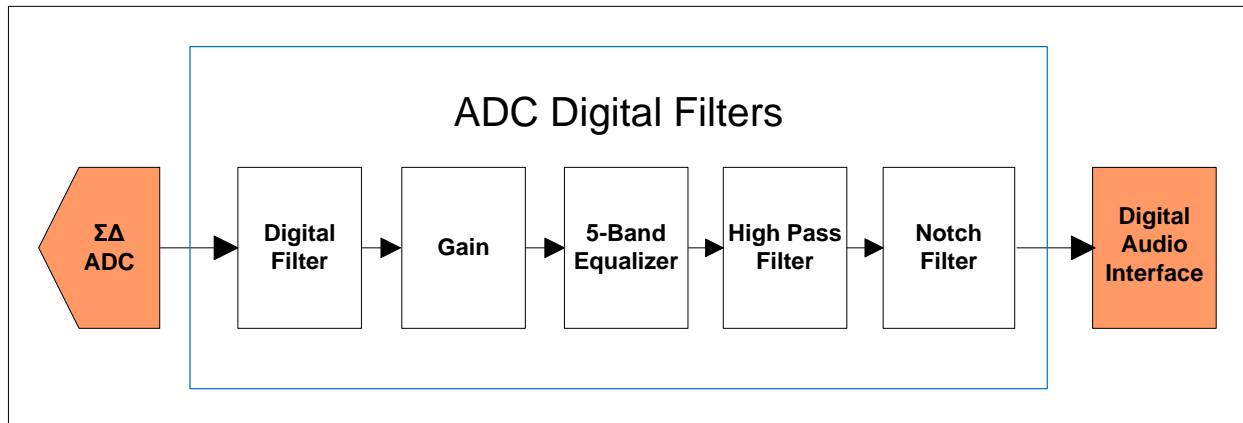 ADC Digital Filters
ΣΔ
ADC
Digital
Filter
Gain
5-Band
Equalizer
High Pass
Filter
Notch
Filter
Digital
Audio
Interface